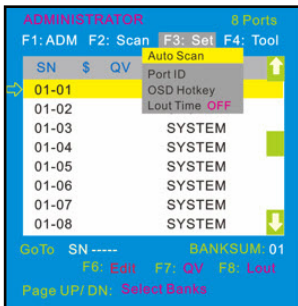 ADMINISTRATOR 8 Ports
F1: ADM F2: Scan F3: Set F4: Tool
SN $ QV
Auto Scan
Port ID
OSD Hotkey
Lout Time OFF
01-01
01-02
01-03 SYSTEM
01-04 SYSTEM
01-05 SYSTEM
01-06 SYSTEM
01-07 SYSTEM
01-08 SYSTEM
GoTo SN ----- BANKSUM: 01
F6: Edit F7: QV F8: Lout
Page UP/ DN: Select Banks